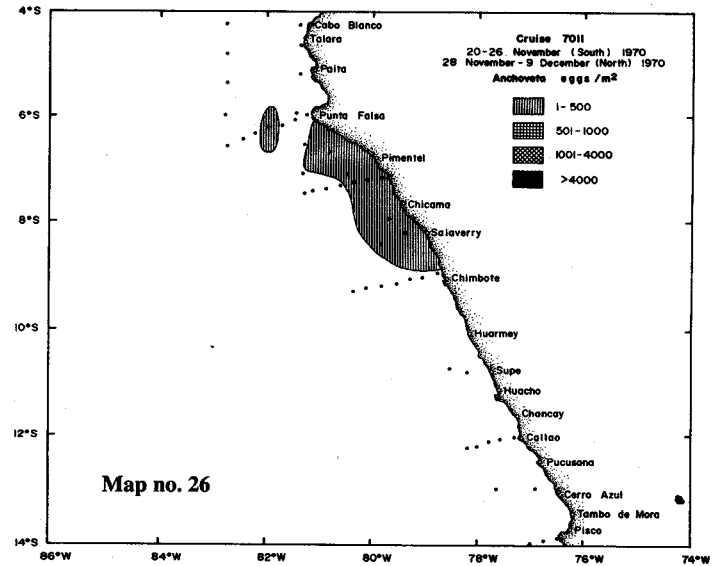 Cruise 7011
20-26 November (South) 1970
28 November - 9 December (North) 1970
Anchoveta eggs /m²
1-500
501-1000
1001-4000
>4000
4°S
6°S
8°S
10°S
12°S
14°S
Cabo Blanco
Talara
Paita
Punta Falsa
Pimentel
Chicama
Salaverry
Chimbote
Huarmey
Supe
Huacho
Chancay
Callao
Pucusana
Cerro Azul
Tambo de Mora
Pisco
Map no. 26
86°W
84°W
82°W
80°W
78°W
76°W
74°W